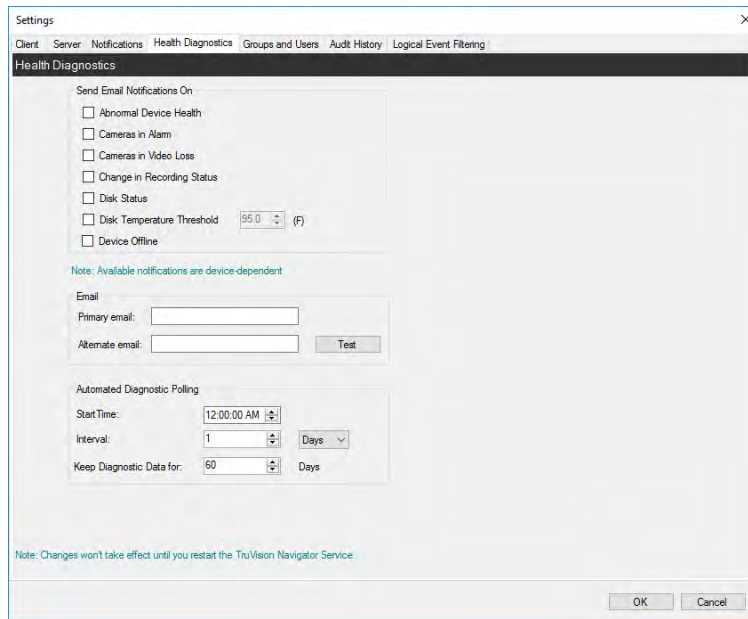 Settings
Client Server Notifications Health Diagnostics Groups and Users Audit History Logical Event Filtering
Health Diagnostics
Send Email Notifications On
Abnormal Device Health
Cameras in Alarm
Cameras in Video Loss
Change in Recording Status
Disk Status
Disk Temperature Threshold 95.0 (F)
Device Offline
Note: Available notifications are device-dependent
Email
Primary email:
Alternate email: Test
Automated Diagnostic Polling
Start Time: 12:00:00 AM
Interval: 1 Days
Keep Diagnostic Data for: 60 Days
Note: Changes won't take effect until you restart the TruVision Navigator Service
OK Cancel